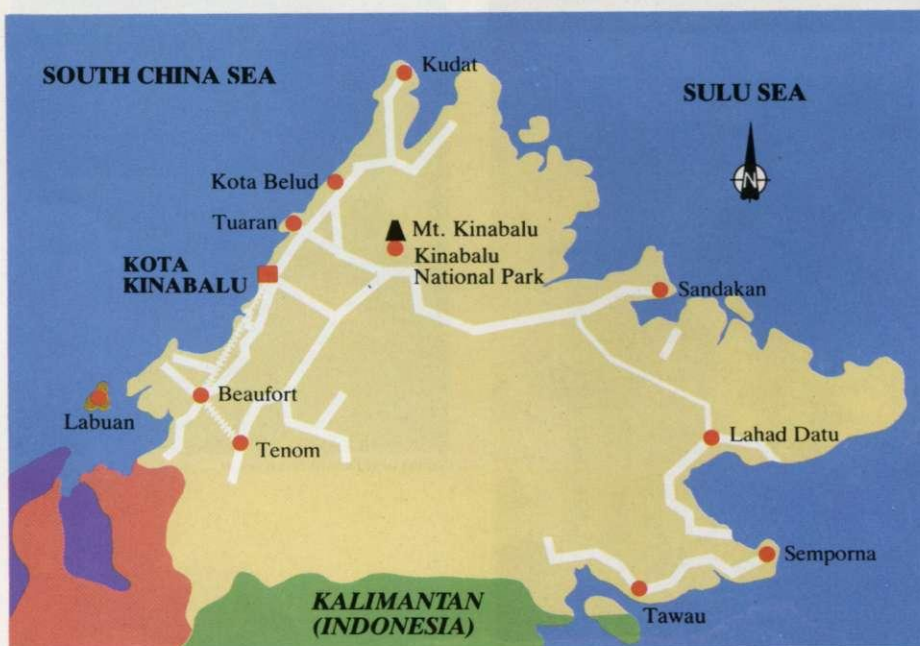 SOUTH CHINA SEA
Kudat
SULU SEA
N
Kota Belud
Tuaran
Mt. Kinabalu
Kinabalu
National Park
KOTA
KINABALU
Sandakan
Beaufort
Labuan
Tenom
Lahad Datu
Semporna
Tawau
KALIMANTAN
(INDONESIA)